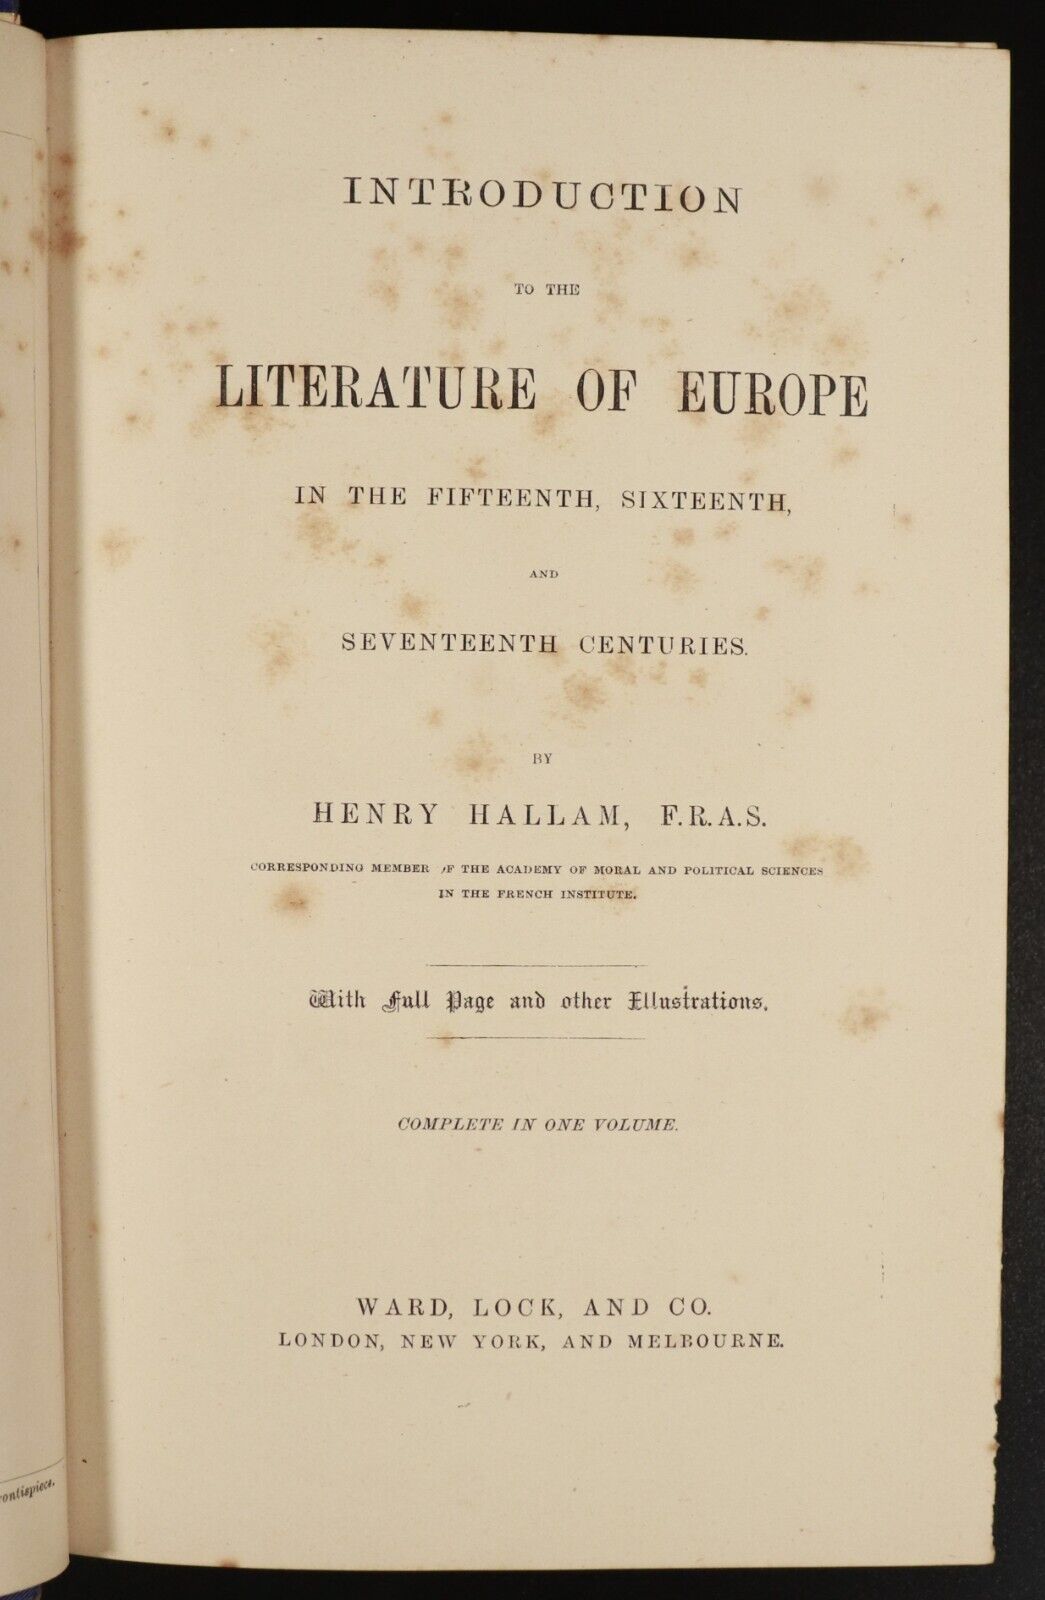 INTRODUCTION
TO THE
LITERATURE OF EUROPE
IN THE FIFTEENTH, SIXTEENTH,
AND
SEVENTEENTH CENTURIES.
BY
HENRY HALLAM, F.R.A.S.
CORRESPONDING MEMBER OF THE ACADEMY OF MORAL AND POLITICAL SCIENCES
IN THE FRENCH INSTITUTE.
With Full Page and other Illustrations.
COMPLETE IN ONE VOLUME.
WARD, LOCK, AND CO.
LONDON, NEW YORK, AND MELBOURNE.